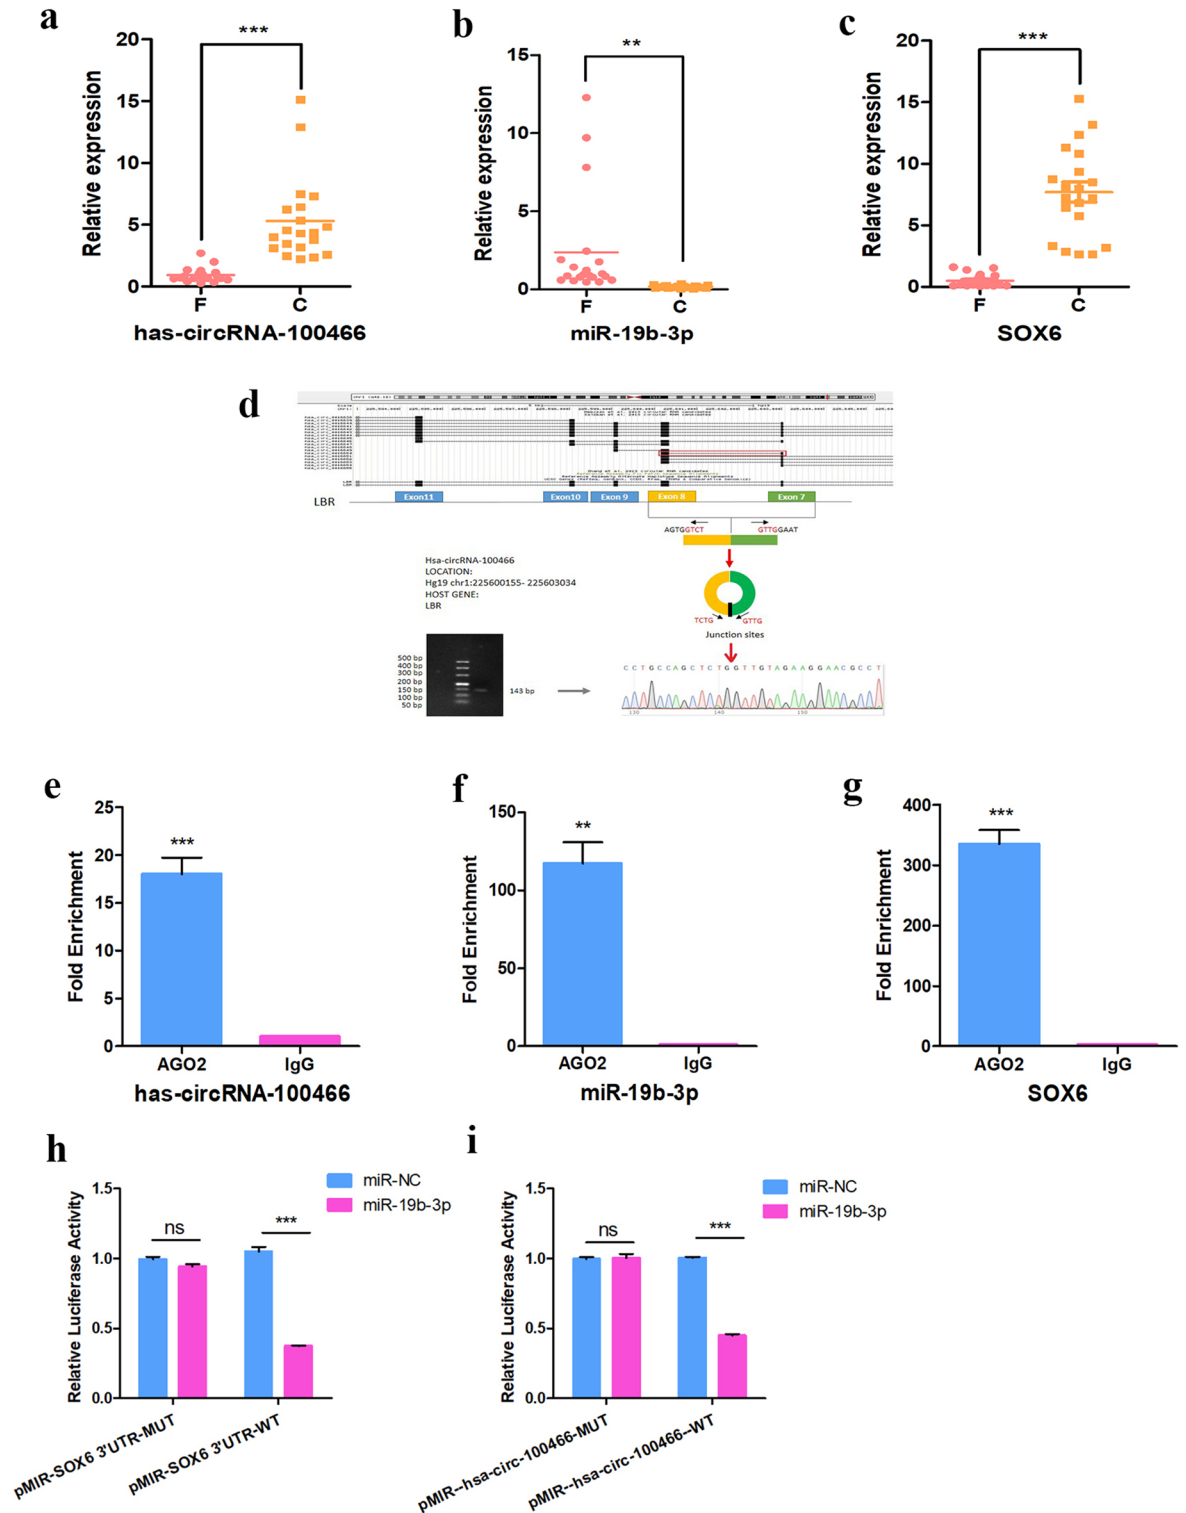 a
b
c
***
**
***
20
15
10
5
0
Relative expression
F
C
has-circRNA-100466
15
10
5
0
Relative expression
F
C
miR-19b-3p
20
15
10
5
0
Relative expression
F
C
SOX6
d
LBR
Exon11
Exon10
Exon 9
Exon 8
Exon 7
AGTGGTCT
GTTGGAAT
Hsa-circRNA-100466
LOCATION:
Hg19 chr1:225600155- 225603034
HOST GENE:
LBR
TCTG
GTTG
Junction sites
500 bp
400 bp
300 bp
200 bp
150 bp
100 bp
50 bp
143 bp
C C T G C C A G C T C T G G T T G T A G A A G G A A C G C C T
130
140
150
e
f
g
25
20
15
10
5
0
Fold Enrichment
***
AGO2
IgG
has-circRNA-100466
150
100
50
0
Fold Enrichment
**
AGO2
IgG
miR-19b-3p
400
300
200
100
0
Fold Enrichment
***
AGO2
IgG
SOX6
h
miR-NC
miR-19b-3p
1.5
1.0
0.5
0.0
Relative Luciferase Activity
ns
***
pMIR-SOX6 3'UTR-MUT
pMIR-SOX6 3'UTR-WT
i
miR-NC
miR-19b-3p
1.5
1.0
0.5
0.0
Relative Luciferase Activity
ns
***
pMIR--hsa-circ-100466-MUT
pMIR--hsa-circ-100466--WT